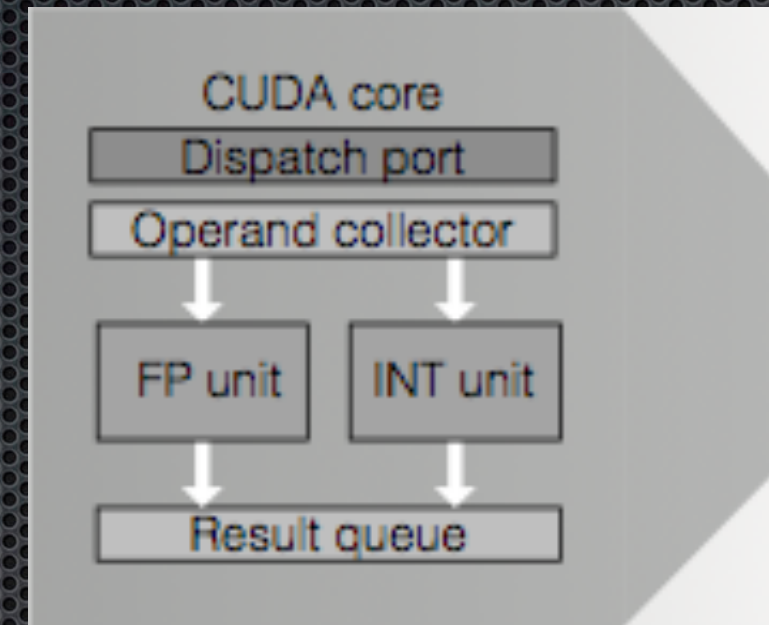 CUDA core
Dispatch port
Operand collector
FP unit
INT unit
Result queue